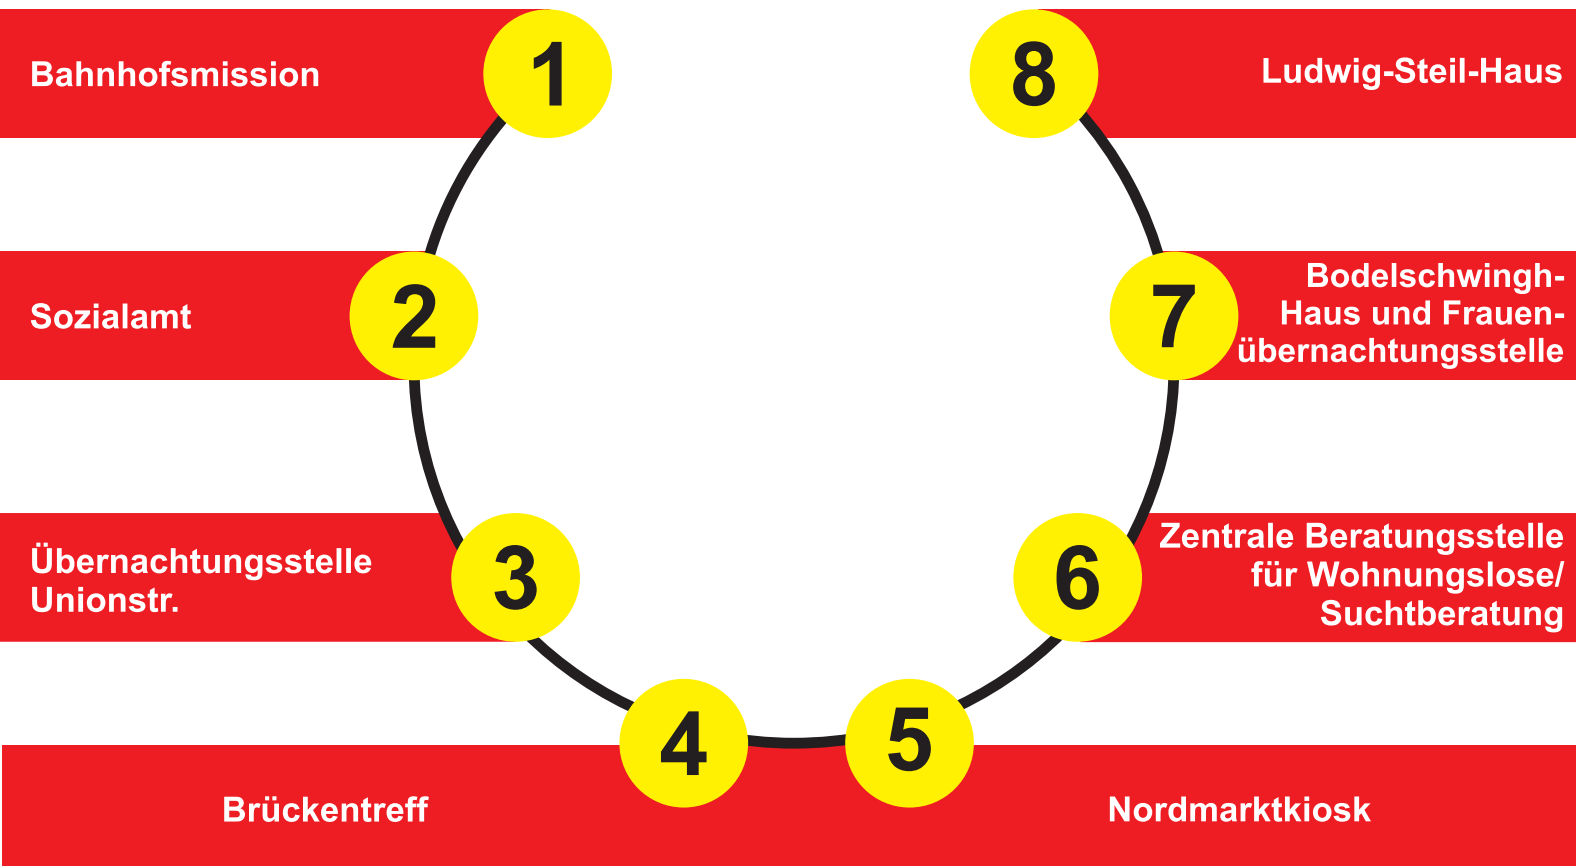 1
Bahnhofsmission
2
Sozialamt
3
Übernachtungsstelle
Unionstr.
4
Brückentreff
5
Nordmarktkiosk
6
Zentrale Beratungsstelle
für Wohnungslose/
Suchtberatung
7
Bodelschwingh-
Haus und Frauen-
übernachtungsstelle
8
Ludwig-Steil-Haus